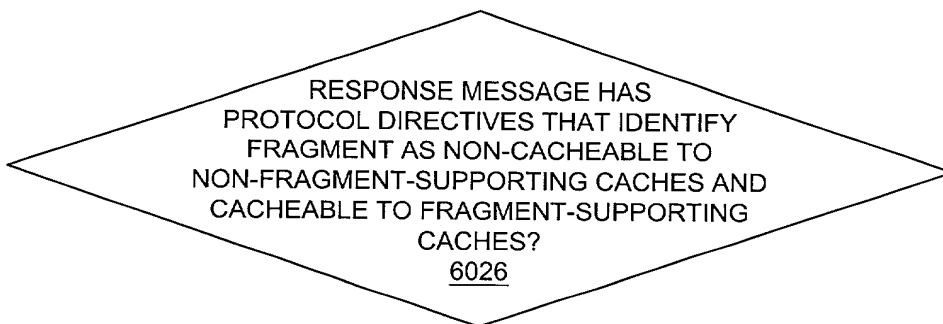 RESPONSE MESSAGE HAS
PROTOCOL DIRECTIVES THAT IDENTIFY
FRAGMENT AS NON-CACHEABLE TO
NON-FRAGMENT-SUPPORTING CACHES AND
CACHEABLE TO FRAGMENT-SUPPORTING
CACHES?
6026